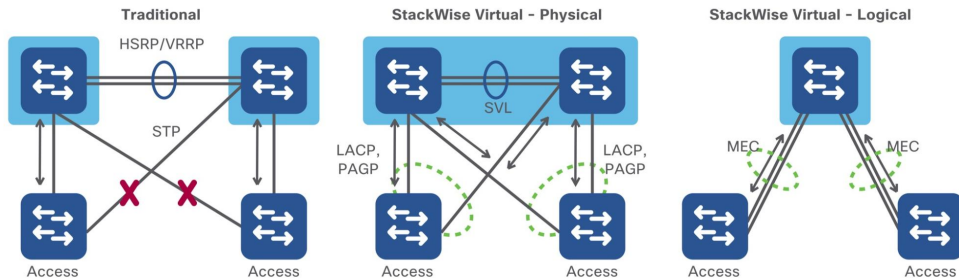 Traditional
HSRP/VRRP
STP
Access
Access
StackWise Virtual - Physical
SVL
LACP,
PAGP
LACP,
PAGP
Access
Access
StackWise Virtual - Logical
MEC
MEC
Access
Access